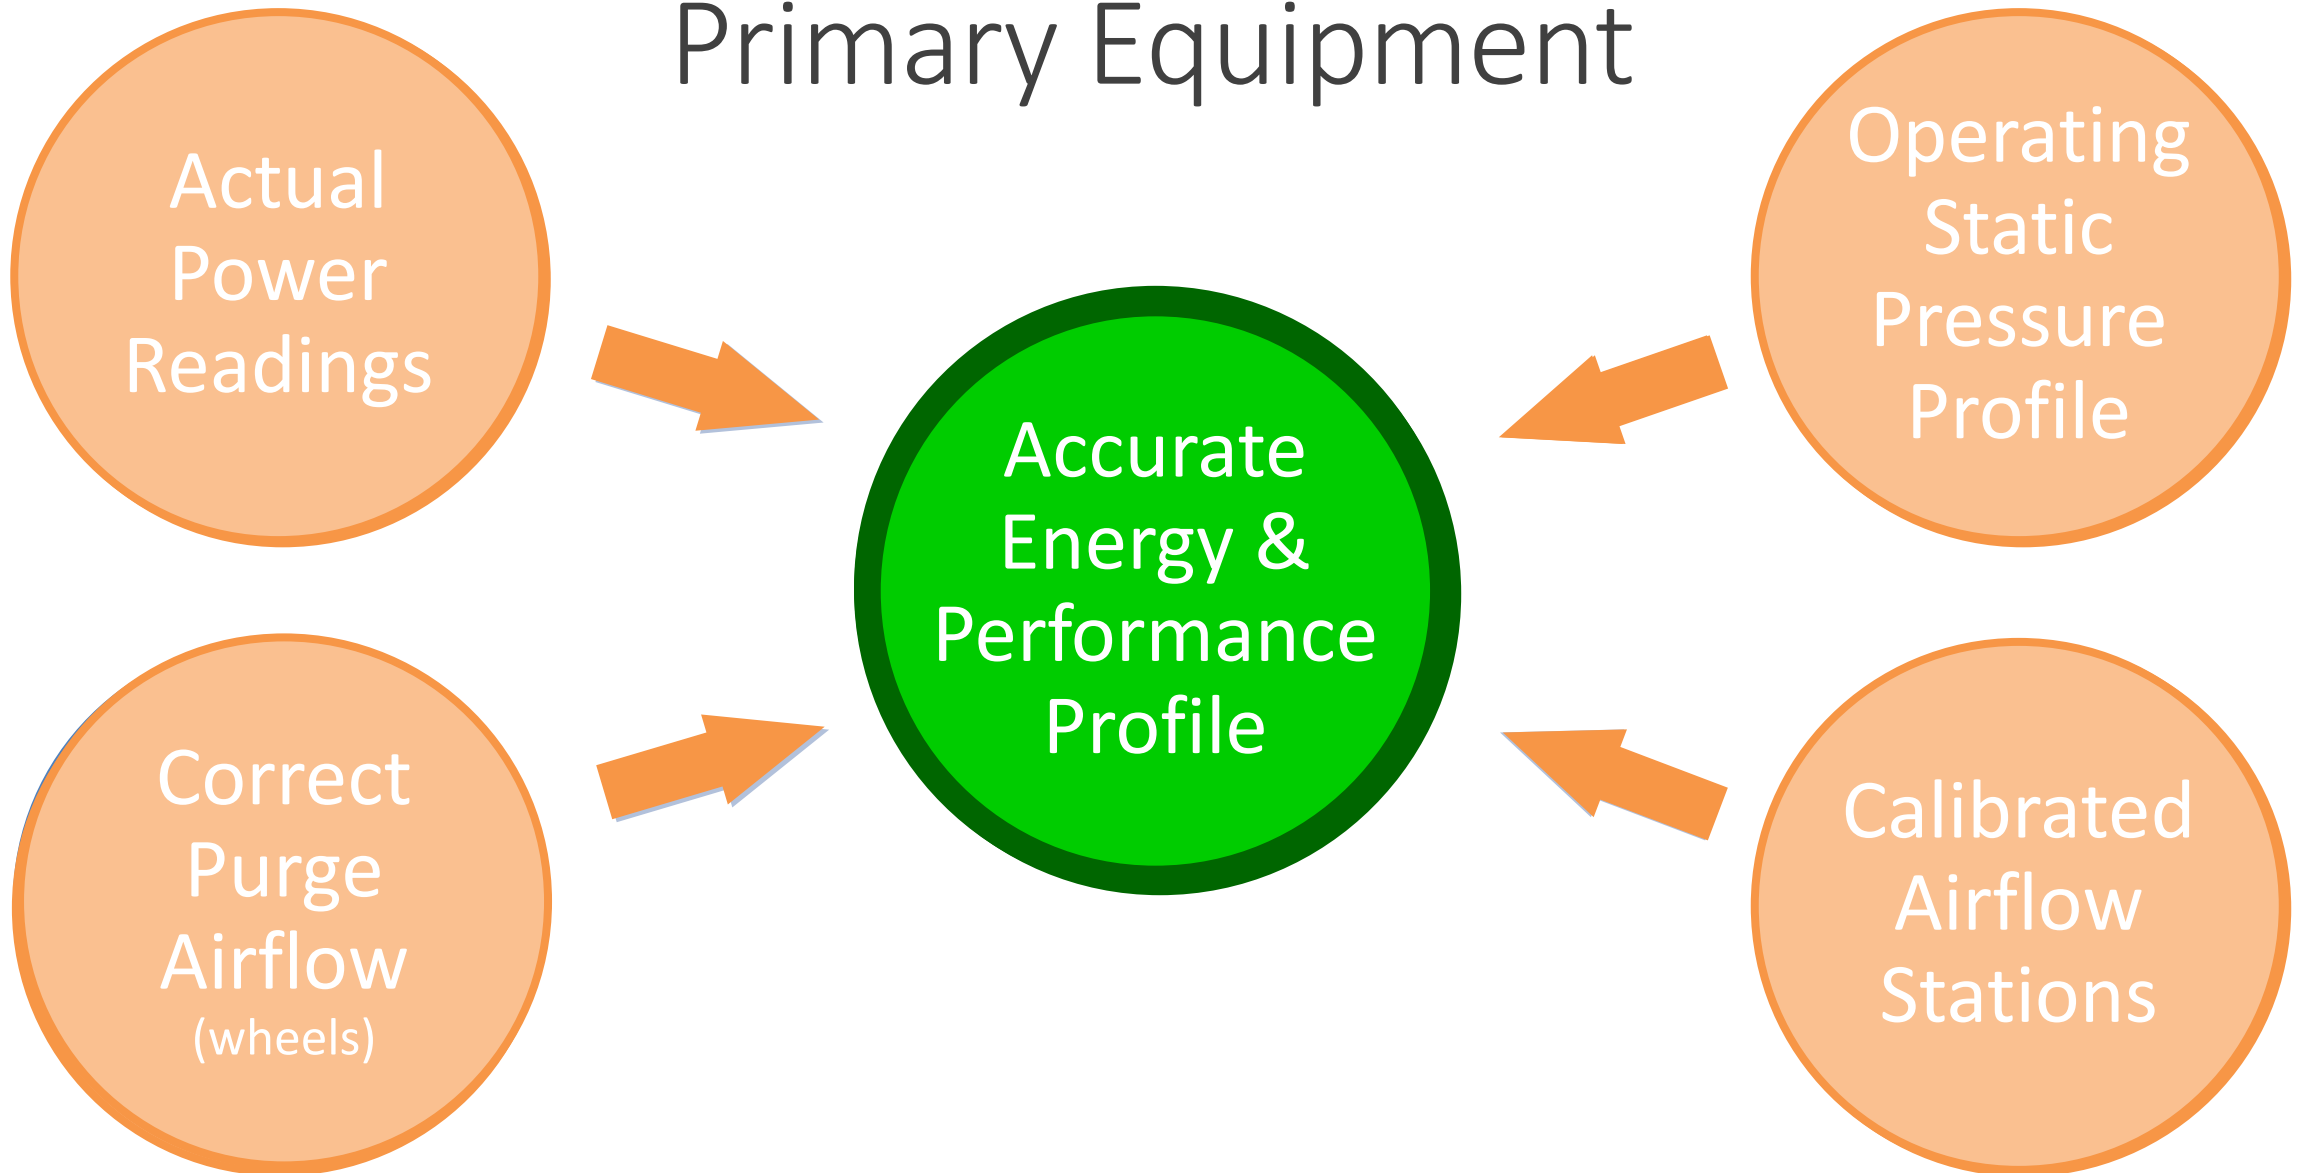 Primary Equipment
Actual
Power
Readings
Operating
Static
Pressure
Profile
Accurate
Energy &
Performance
Profile
Correct
Purge
Airflow
(wheels)
Calibrated
Airflow
Stations